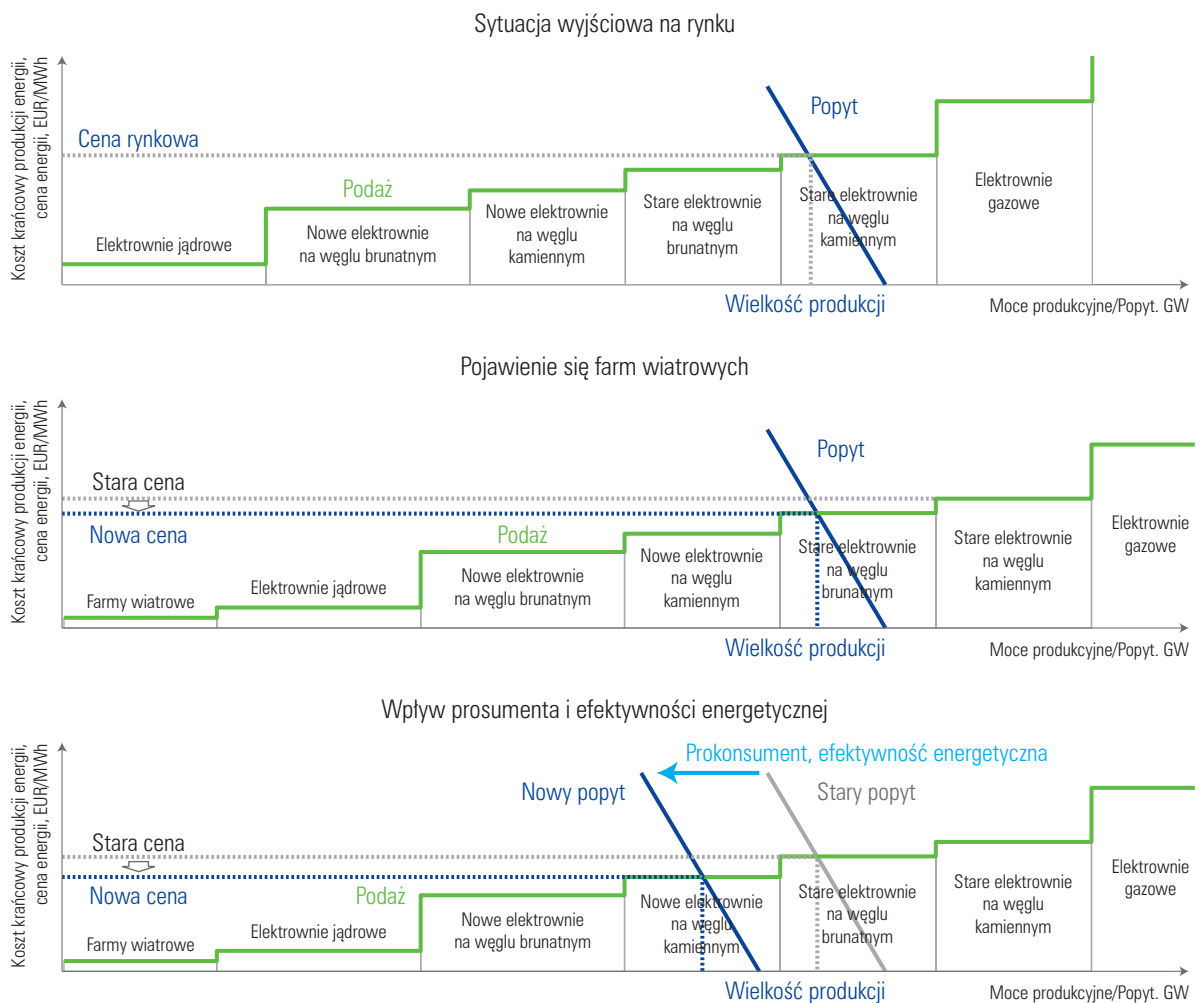 Sytuacja wyjściowa na rynku
Koszt krańcowy produkcji energii,
cena energii, EUR/MWh
Cena rynkowa
Popyt
Podaż
Elektrownie jądrowe
Nowe elektrownie
na węglu brunatnym
Nowe elektrownie
na węglu
kamiennym
Stare elektrownie
na węglu
brunatnym
Stare elektrownie
na węglu
kamiennym
Elektrownie
gazowe
Wielkość produkcji
Moce produkcyjne/Popyt. GW
Pojawienie się farm wiatrowych
Koszt krańcowy produkcji energii,
cena energii, EUR/MWh
Popyt
Stara cena
Nowa cena
Podaż
Farmy wiatrowe
Elektrownie jądrowe
Nowe elektrownie
na węglu brunatnym
Nowe elektrownie
na węglu
kamiennym
Stare elektrownie
na węglu
brunatnym
Stare elektrownie
na węglu
kamiennym
Elektrownie
gazowe
Wielkość produkcji
Moce produkcyjne/Popyt. GW
Wpływ prosumenta i efektywności energetycznej
Koszt krańcowy produkcji energii,
cena energii, EUR/MWh
Prokonsument, efektywność energetyczna
Nowy popyt
Stary popyt
Stara cena
Nowa cena
Podaż
Farmy wiatrowe
Elektrownie jądrowe
Nowe elektrownie
na węglu brunatnym
Nowe elektrownie
na węglu
kamiennym
Stare elektrownie
na węglu
brunatnym
Stare elektrownie
na węglu
kamiennym
Elektrownie
gazowe
Wielkość produkcji
Moce produkcyjne/Popyt. GW